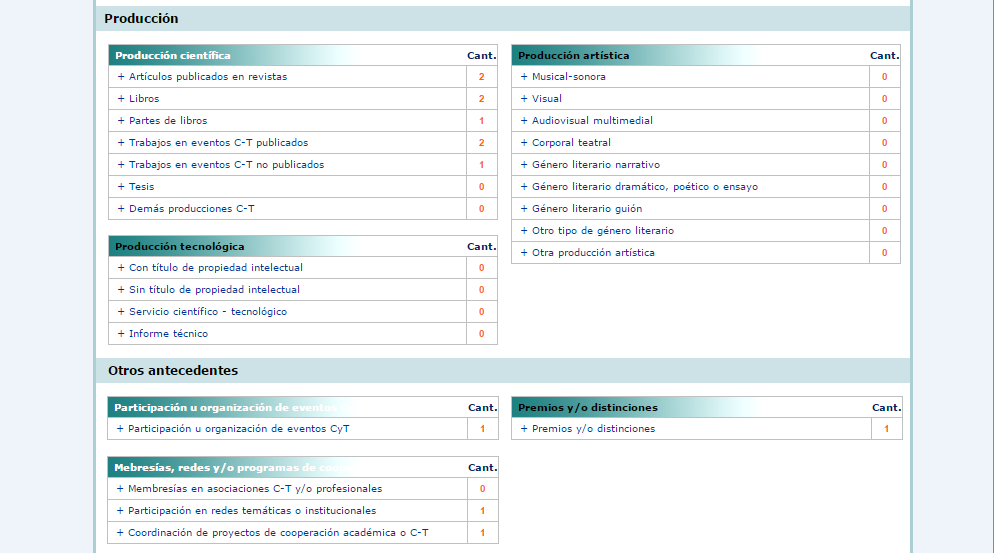 Producción
Producción científica Cant.
+ Artículos publicados en revistas 2
+ Libros 2
+ Partes de libros 1
+ Trabajos en eventos C-T publicados 2
+ Trabajos en eventos C-T no publicados 1
+ Tesis 0
+ Demás producciones C-T 0
Producción tecnológica Cant.
+ Con título de propiedad intelectual 0
+ Sin título de propiedad intelectual 0
+ Servicio científico - tecnológico 0
+ Informe técnico 0
Producción artística Cant.
+ Musical-sonora 0
+ Visual 0
+ Audiovisual multimedial 0
+ Corporal teatral 0
+ Género literario narrativo 0
+ Género literario dramático, poético o ensayo 0
+ Género literario guión 0
+ Otro tipo de género literario 0
+ Otra producción artística 0
Otros antecedentes
Participación u organización de eventos Cant.
+ Participación u organización de eventos CyT 1
Mebresías, redes y/o programas de Cant.
+ Membresías en asociaciones C-T y/o profesionales 0
+ Participación en redes temáticas o institucionales 1
+ Coordinación de proyectos de cooperación académica o C-T 1
Premios y/o distinciones Cant.
+ Premios y/o distinciones 1